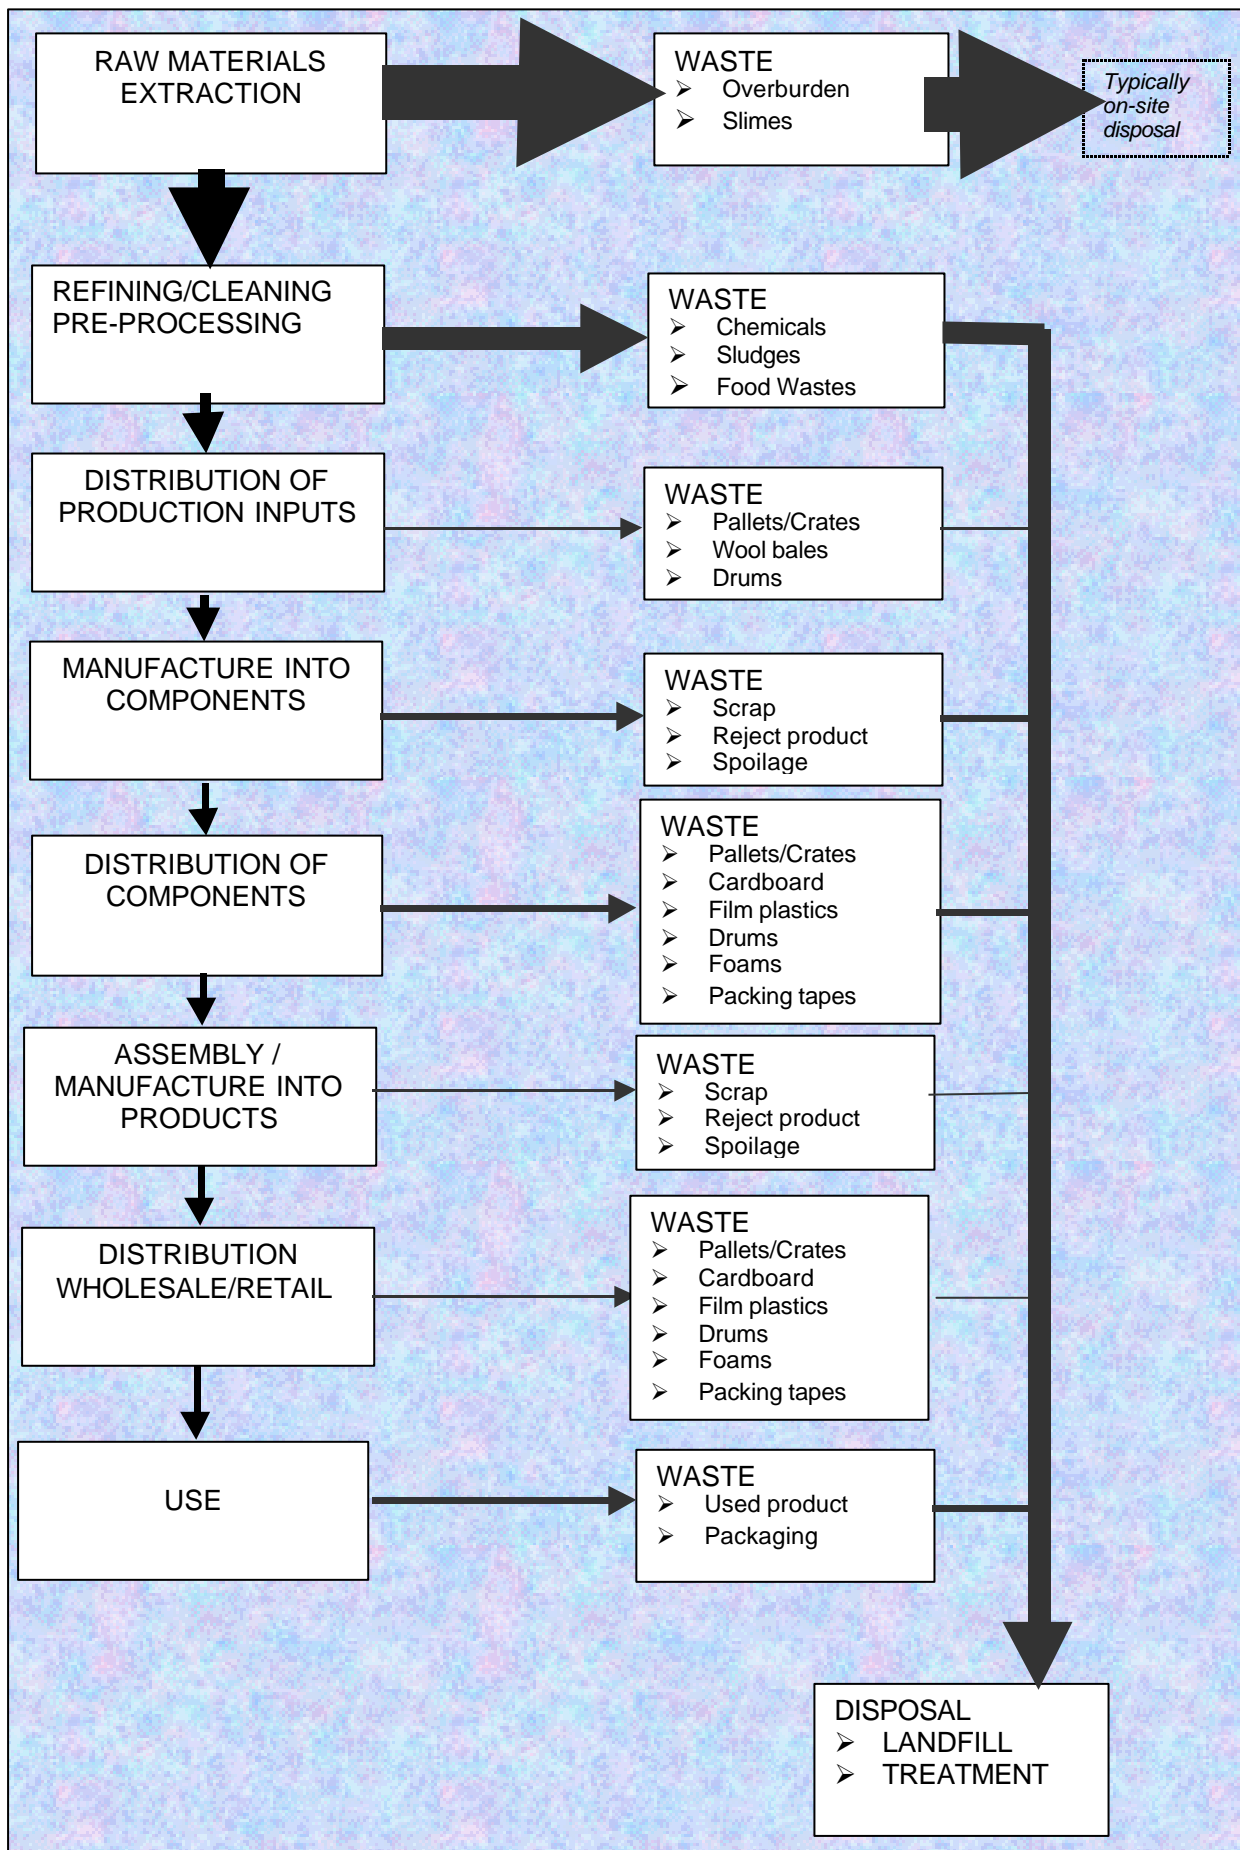 RAW MATERIALS
EXTRACTION
WASTE
➢ Overburden
➢ Slimes
Typically
on-site
disposal
REFINING/CLEANING
PRE-PROCESSING
WASTE
➢ Chemicals
➢ Sludges
➢ Food Wastes
DISTRIBUTION OF
PRODUCTION INPUTS
WASTE
➢ Pallets/Crates
➢ Wool bales
➢ Drums
MANUFACTURE INTO
COMPONENTS
WASTE
➢ Scrap
➢ Reject product
➢ Spoilage
DISTRIBUTION OF
COMPONENTS
WASTE
➢ Pallets/Crates
➢ Cardboard
➢ Film plastics
➢ Drums
➢ Foams
➢ Packing tapes
ASSEMBLY /
MANUFACTURE INTO
PRODUCTS
WASTE
➢ Scrap
➢ Reject product
➢ Spoilage
DISTRIBUTION
WHOLESALE/RETAIL
WASTE
➢ Pallets/Crates
➢ Cardboard
➢ Film plastics
➢ Drums
➢ Foams
➢ Packing tapes
USE
WASTE
➢ Used product
➢ Packaging
DISPOSAL
➢ LANDFILL
➢ TREATMENT